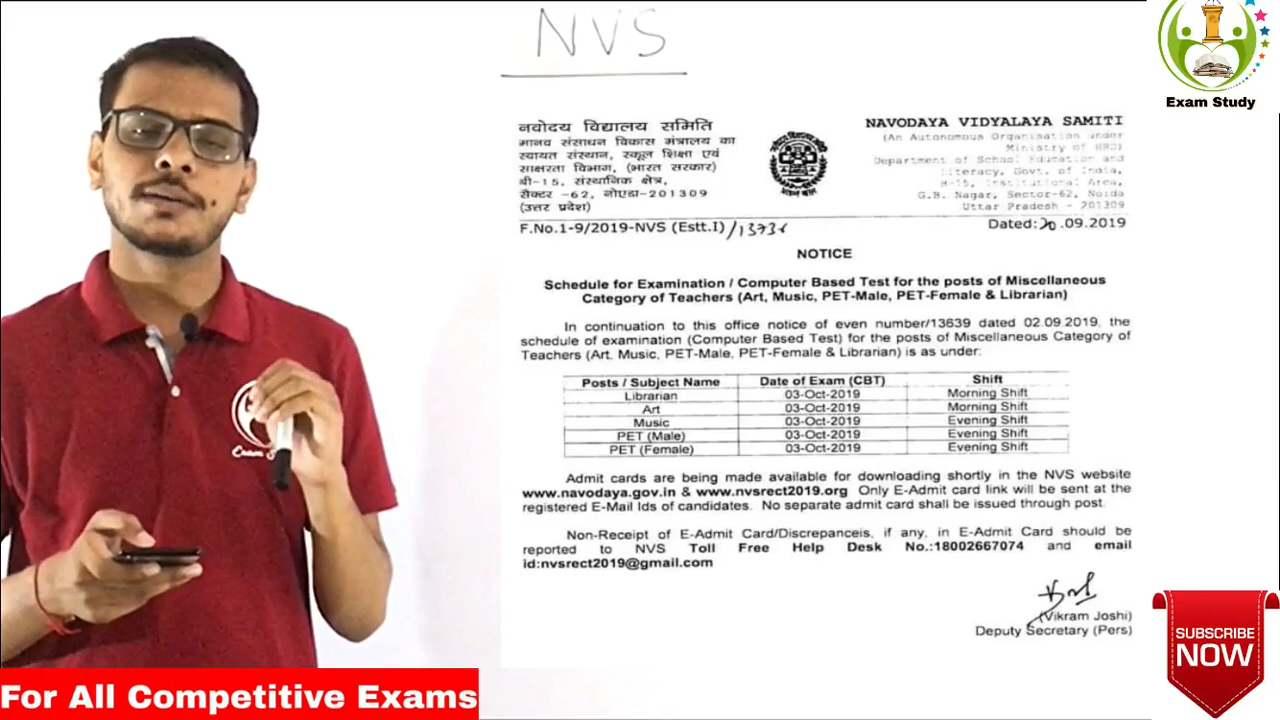 NVS
नवोदय विद्यालय समिति
मानव संसाधन विकास मंत्रालय का
स्वायत संस्थान, स्कूल शिक्षा एवं
साक्षरता विभाग, (भारत सरकार)
बी-15, संस्थानिक क्षेत्र,
सैक्टर -62, नोएडा-201309
(उत्तर प्रदेश)
NAVODAYA VIDYALAYA SAMITI
(An Autonomous Organisation under
Ministry of HRD)
Department of School Education and
Literacy, Govt. of India,
B-15, Institutional Area,
G.B. Nagar, Sector-62, Noida
Uttar Pradesh - 201309
F.No.1-9/2019-NVS (Estt.I)
Dated:20.09.2019
NOTICE
Schedule for Examination / Computer Based Test for the posts of Miscellaneous
Category of Teachers (Art, Music, PET-Male, PET-Female & Librarian)
In continuation to this office notice of even number/13639 dated 02.09.2019, the
schedule of examination (Computer Based Test) for the posts of Miscellaneous Category of
Teachers (Art, Music, PET-Male, PET-Female & Librarian) is as under:
Posts / Subject Name Date of Exam (CBT) Shift
Librarian 03-Oct-2019 Morning Shift
Art 03-Oct-2019 Morning Shift
Music 03-Oct-2019 Evening Shift
PET (Male) 03-Oct-2019 Evening Shift
PET (Female) 03-Oct-2019 Evening Shift
Admit cards are being made available for downloading shortly in the NVS website
www.navodaya.gov.in & www.nvsrect2019.org Only E-Admit card link will be sent at the
registered E-Mail Ids of candidates. No separate admit card shall be issued through post.
Non-Receipt of E-Admit Card/Discrepanceis, if any, in E-Admit Card should be
reported to NVS Toll Free Help Desk No.:18002667074 and email
id:nvsrect2019@gmail.com
(Vikram Joshi)
Deputy Secretary (Pers)
Exam Study
SUBSCRIBE
NOW
For All Competitive Exams